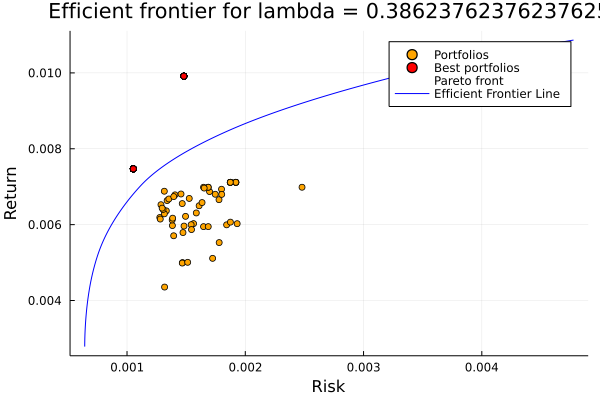 Efficient frontier for lambda = 0.3862376237623762
Portfolios
Best portfolios
Pareto front
Efficient Frontier Line
0.010
0.008
0.006
0.004
Return
0.001
0.002
0.003
0.004
Risk